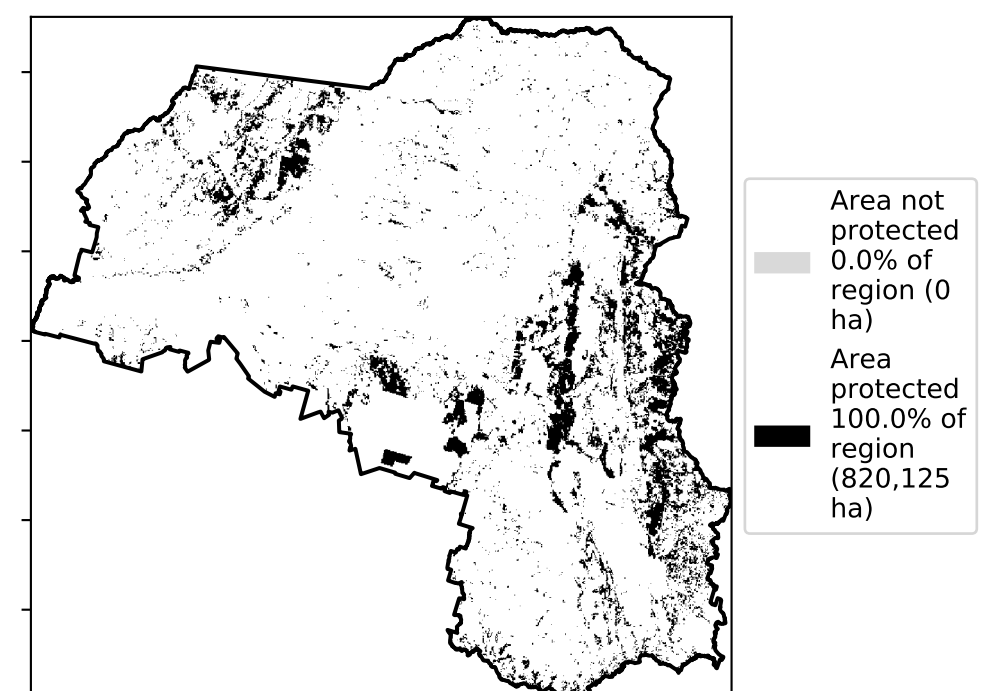 Area not
protected
0.0% of
region (0
ha)
Area
protected
100.0% of
region
(820,125
ha)